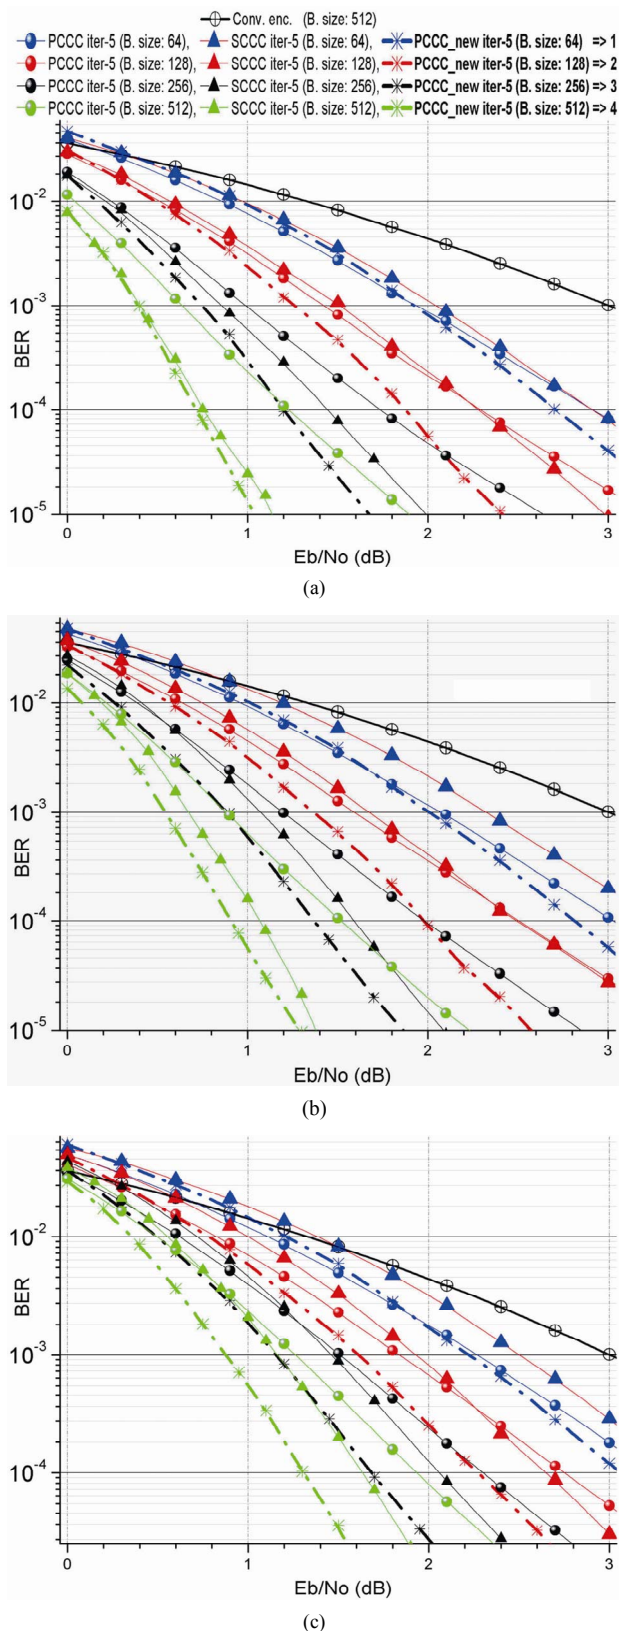 Conv. enc. (B. size: 512)
PCCC iter-5 (B. size: 64), SCCC iter-5 (B. size: 64), PCCC_new iter-5 (B. size: 64) => 1
PCCC iter-5 (B. size: 128), SCCC iter-5 (B. size: 128), PCCC_new iter-5 (B. size: 128) => 2
PCCC iter-5 (B. size: 256), SCCC iter-5 (B. size: 256), PCCC_new iter-5 (B. size: 256) => 3
PCCC iter-5 (B. size: 512), SCCC iter-5 (B. size: 512), PCCC_new iter-5 (B. size: 512) => 4
10-2
10-3
BER
10-4
10-5
0 1 2 3
Eb/No (dB)
(a)
10-2
10-3
BER
10-4
10-5
0 1 2 3
Eb/No (dB)
(b)
10-2
BER
10-3
10-4
0 1 2 3
Eb/No (dB)
(c)